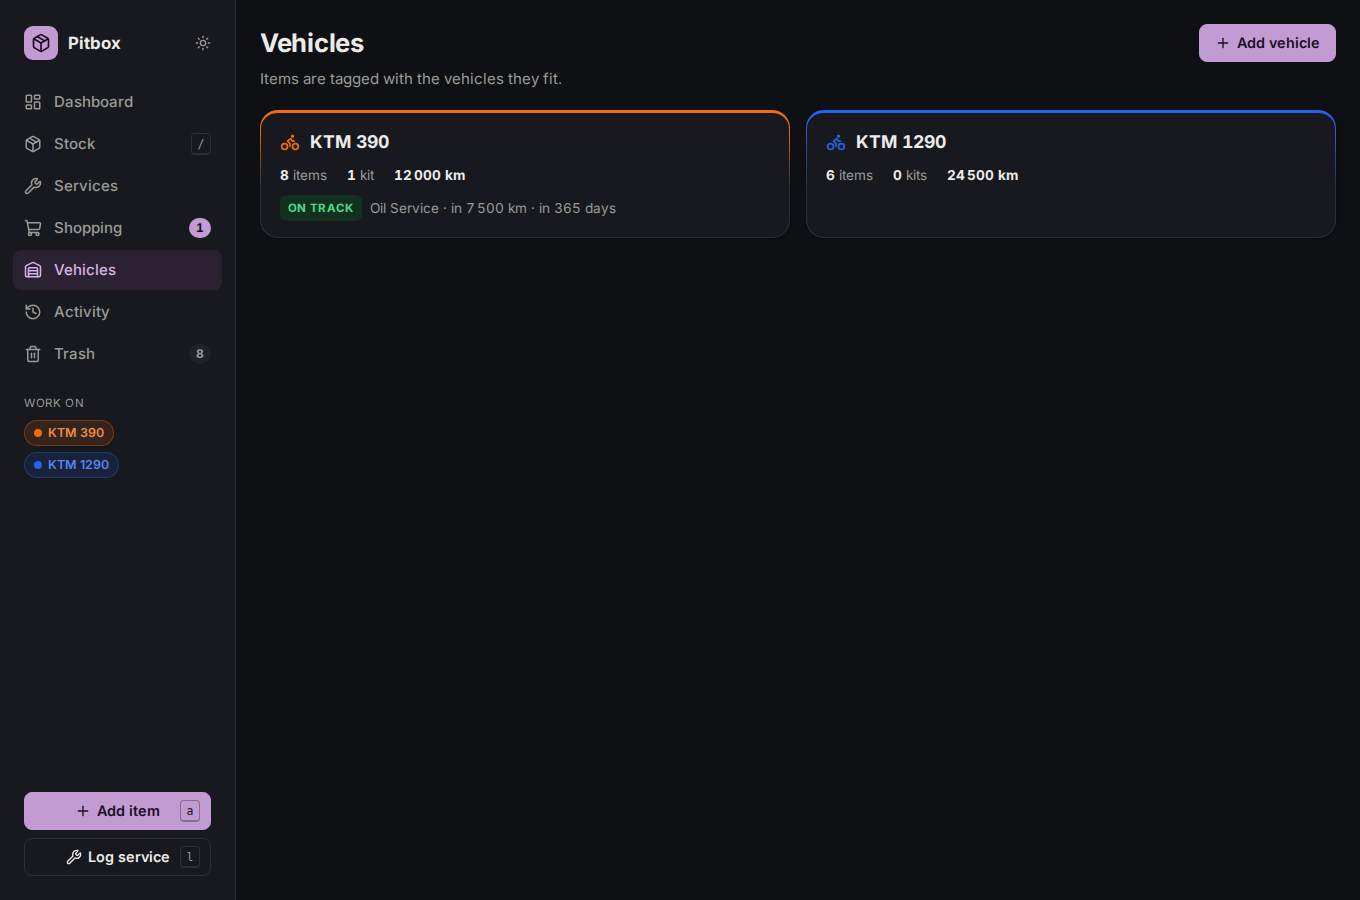 Pitbox
Dashboard
Stock /
Services
Shopping 1
Vehicles
Activity
Trash 8
WORK ON
KTM 390
KTM 1290
Add item a
Log service l
Vehicles
Add vehicle
Items are tagged with the vehicles they fit.
KTM 390
8 items 1 kit 12 000 km
ON TRACK Oil Service · in 7 500 km · in 365 days
KTM 1290
6 items 0 kits 24 500 km